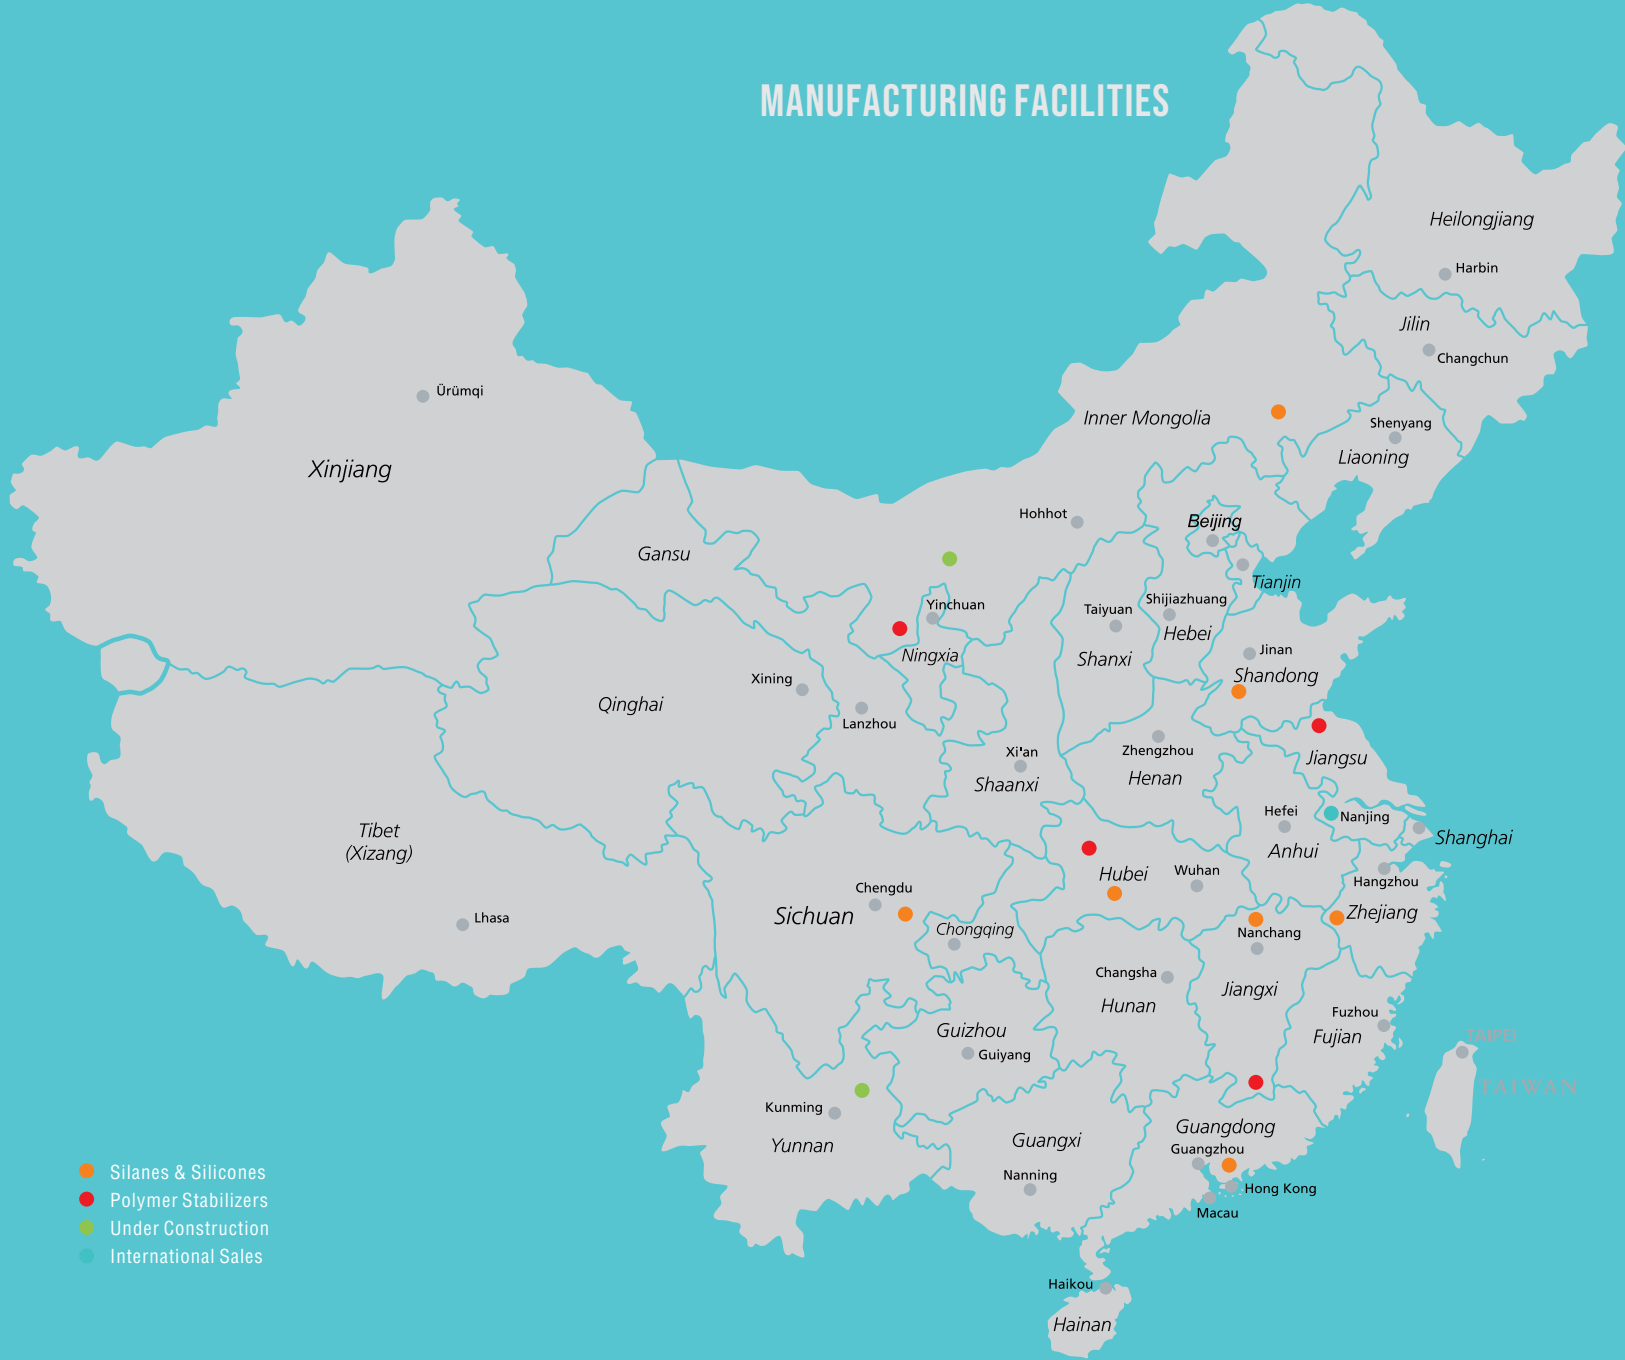 MANUFACTURING FACILITIES
Heilongjiang
Harbin
Jilin
Changchun
Ürümqi
Inner Mongolia
Shenyang
Liaoning
Xinjiang
Hohhot
Beijing
Gansu
Tianjin
Yinchuan
Taiyuan
Shijiazhuang
Hebei
Ningxia
Shanxi
Jinan
Shandong
Xining
Qinghai
Lanzhou
Xi'an
Zhengzhou
Jiangsu
Shaanxi
Henan
Hefei
Nanjing
Tibet
(Xizang)
Shanghai
Anhui
Hubei
Wuhan
Hangzhou
Chengdu
Sichuan
Zhejiang
Lhasa
Chongqing
Nanchang
Changsha
Hunan
Jiangxi
Fuzhou
Fujian
Guizhou
Guiyang
TAIPEI
TAIWAN
Kunming
Yunnan
Guangxi
Guangdong
Guangzhou
Nanning
Hong Kong
Macau
Silanes & Silicones
Polymer Stabilizers
Under Construction
International Sales
Haikou
Hainan